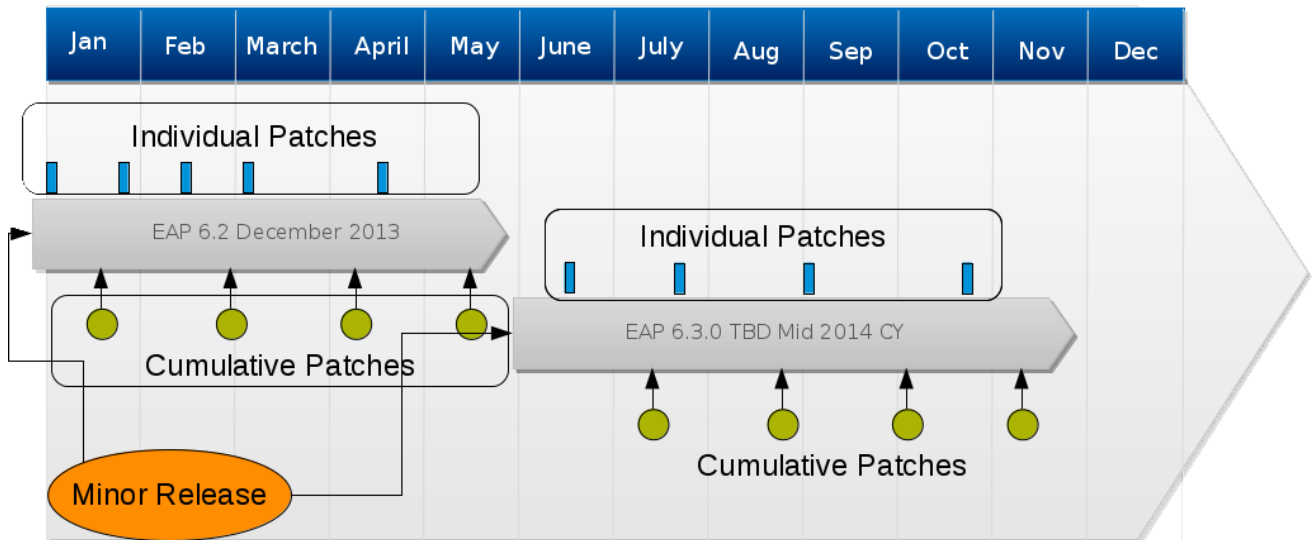 Jan Feb March April May June July Aug Sep Oct Nov Dec
Individual Patches
EAP 6.2 December 2013
Individual Patches
Cumulative Patches
EAP 6.3.0 TBD Mid 2014 CY
Cumulative Patches
Minor Release